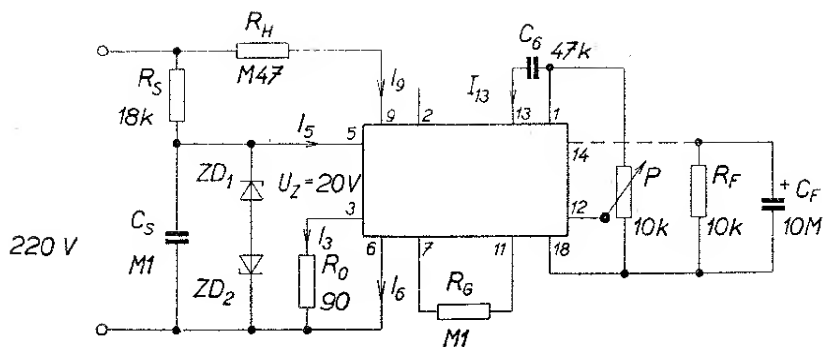 R_H
M47
R_S
18k
I_9
C_6
47k
I_13
9
2
13
1
I_5
5
14
ZD_1
U_Z = 20V
3
12
P
10k
R_F
10k
+ C_F
10M
C_S
M1
220 V
I_3
6
7
11
18
R_O
90
I_6
R_G
M1
ZD_2